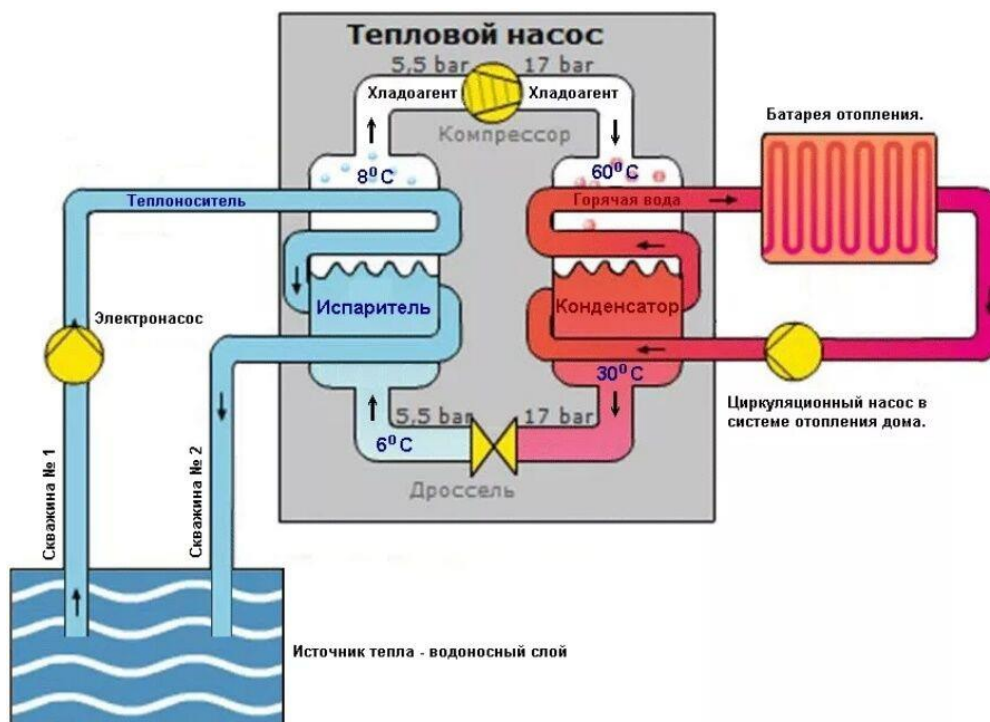 Тепловой насос
5,5 bar 17 bar
Хладоагент Хладоагент
Компрессор
Батарея отопления.
8⁰ C 60⁰ C
Теплоноситель Горячая вода
Испаритель Конденсатор
Электронасос
30⁰ C
Циркуляционный насос в
системе отопления дома.
5,5 bar 17 bar
6⁰ C
Дроссель
Скважина № 1
Скважина № 2
Источник тепла - водоносный слой